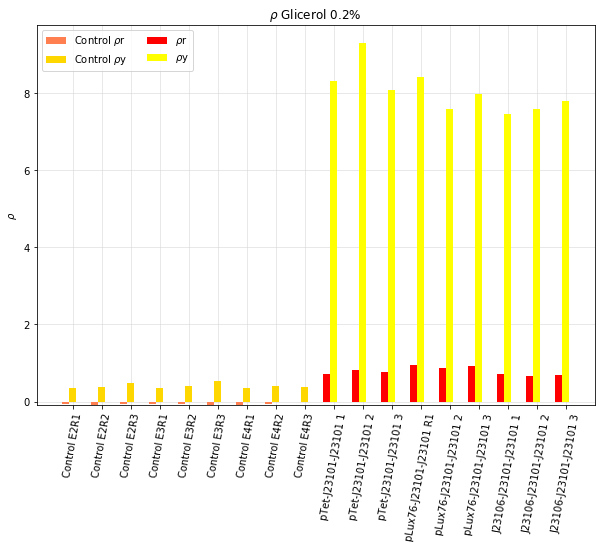 ρ Glicerol 0.2%
Control ρr
Control ρy
ρr
ρy
ρ
8
6
4
2
0
Control E2R1
Control E2R2
Control E2R3
Control E3R1
Control E3R2
Control E3R3
Control E4R1
Control E4R2
Control E4R3
pTet-J23101-J23101 1
pTet-J23101-J23101 2
pTet-J23101-J23101 3
pLux76-J23101-J23101 R1
pLux76-J23101-J23101 2
pLux76-J23101-J23101 3
J23106-J23101-J23101 1
J23106-J23101-J23101 2
J23106-J23101-J23101 3